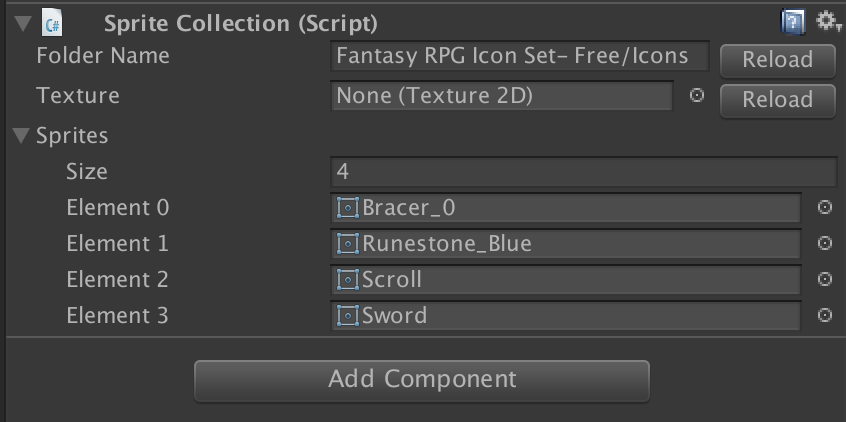 Sprite Collection (Script)
Folder Name Fantasy RPG Icon Set- Free/Icons Reload
Texture None (Texture 2D) Reload
Sprites
Size 4
Element 0 Bracer_0
Element 1 Runestone_Blue
Element 2 Scroll
Element 3 Sword
Add Component